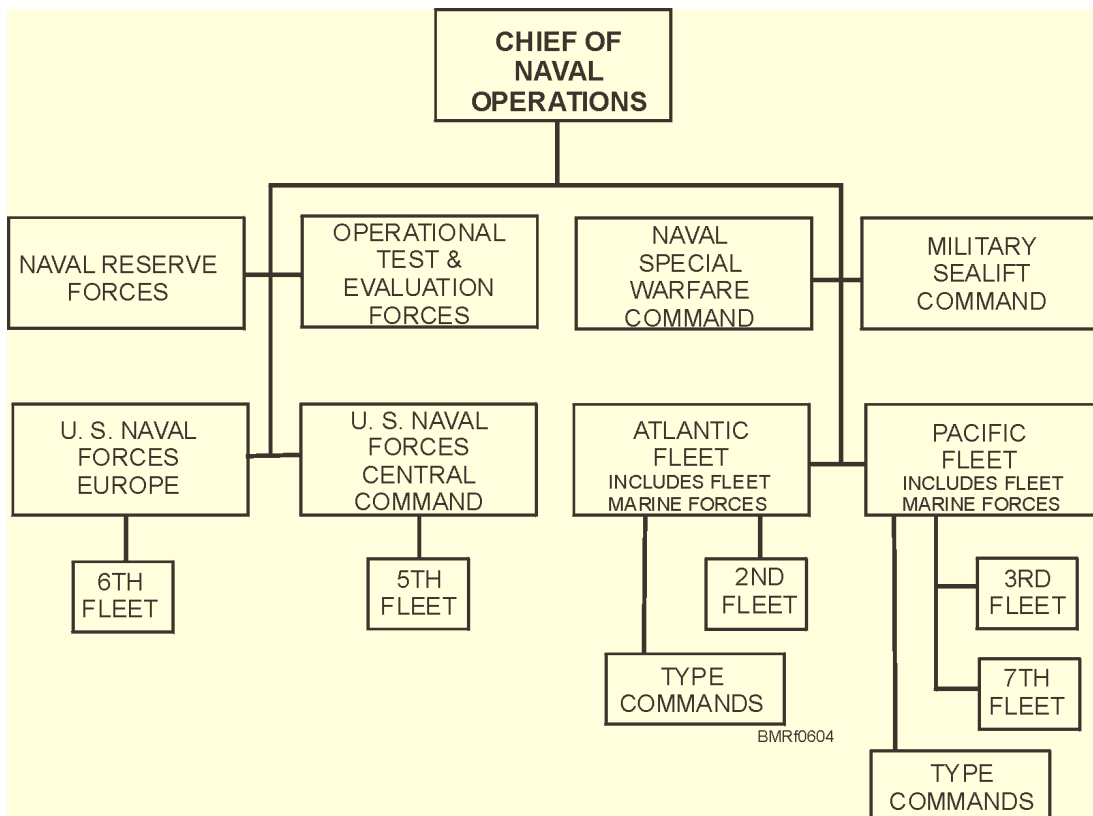 CHIEF OF
NAVAL
OPERATIONS
NAVAL RESERVE
FORCES
OPERATIONAL
TEST &
EVALUATION
FORCES
NAVAL
SPECIAL
WARFARE
COMMAND
MILITARY
SEALIFT
COMMAND
U. S. NAVAL
FORCES
EUROPE
U. S. NAVAL
FORCES
CENTRAL
COMMAND
ATLANTIC
FLEET
INCLUDES FLEET
MARINE FORCES
PACIFIC
FLEET
INCLUDES FLEET
MARINE FORCES
6TH
FLEET
5TH
FLEET
2ND
FLEET
3RD
FLEET
TYPE
COMMANDS
7TH
FLEET
BMRf0604
TYPE
COMMANDS